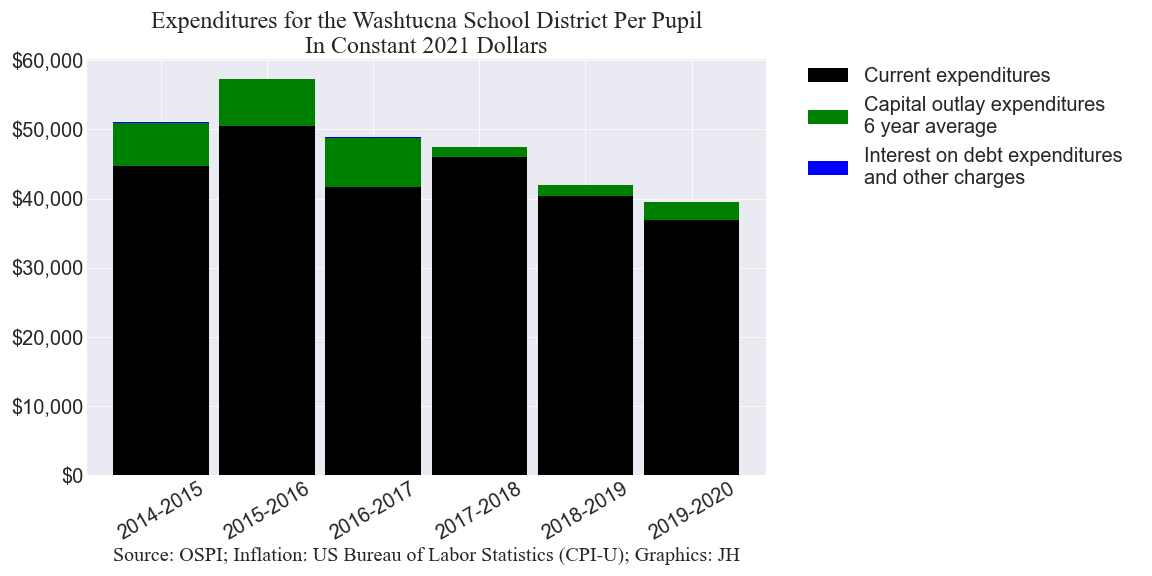 Expenditures for the Washtucna School District Per Pupil
In Constant 2021 Dollars
$60,000
$50,000
$40,000
$30,000
$20,000
$10,000
$0
2014-2015
2015-2016
2016-2017
2017-2018
2018-2019
2019-2020
Current expenditures
Capital outlay expenditures
6 year average
Interest on debt expenditures
and other charges
Source: OSPI; Inflation: US Bureau of Labor Statistics (CPI-U); Graphics: JH